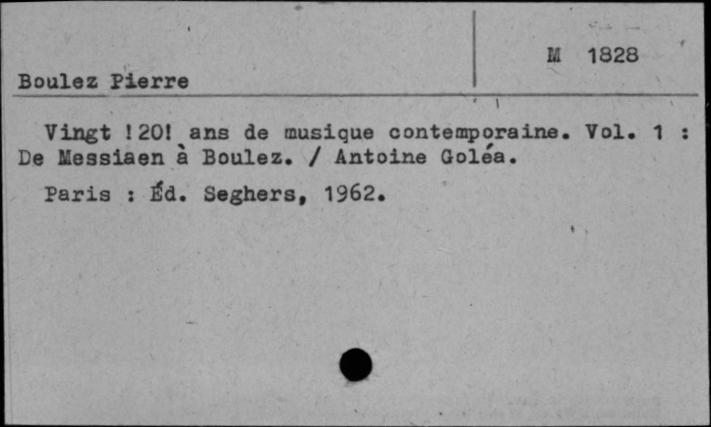 M 1828
Boulez Pierre
Vingt !20! ans de musique contemporaine. Vol. 1 :
De Messiaen à Boulez. / Antoine Goléa.
Paris : Éd. Seghers, 1962.